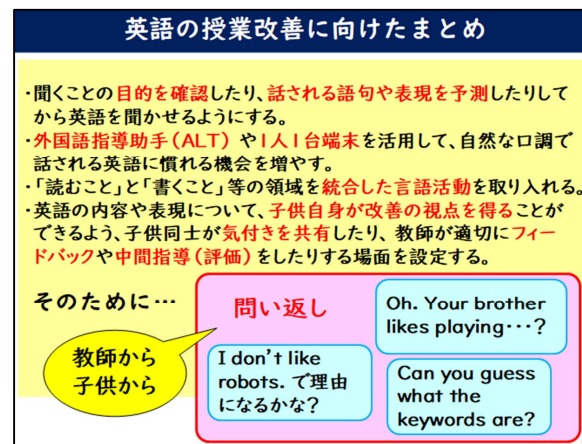 英語の授業改善に向けたまとめ
・聞くことの目的を確認したり、話される語句や表現を予測したりして
から英語を聞かせるようにする。
・外国語指導助手(ALT) や1人1台端末を活用して、自然な口調で
話される英語に慣れる機会を増やす。
・「読むこと」と「書くこと」等の領域を統合した言語活動を取り入れる。
・英語の内容や表現について、子供自身が改善の視点を得ることが
できるよう、子供同士が気付きを共有したり、教師が適切にフィー
ドバックや中間指導(評価)をしたりする場面を設定する。
そのために…
教師から
子供から
問い返し
Oh. Your brother
likes playing・・・?
I don't like
robots. で理由
になるかな?
Can you guess
what the
keywords are?